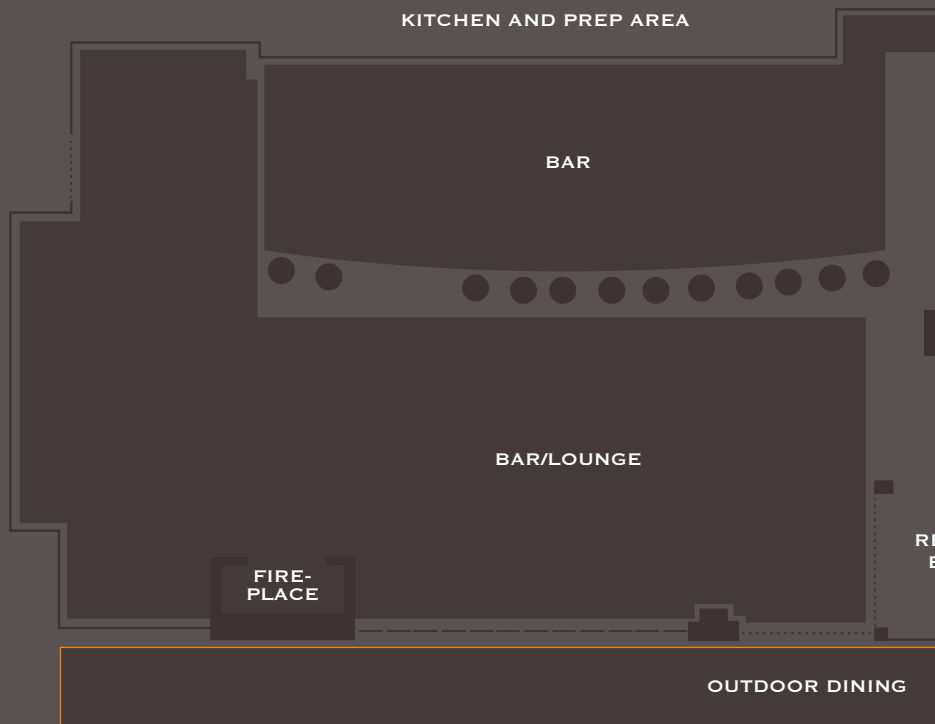 KITCHEN AND PREP AREA
BAR
BAR/LOUNGE
FIRE-
PLACE
OUTDOOR DINING